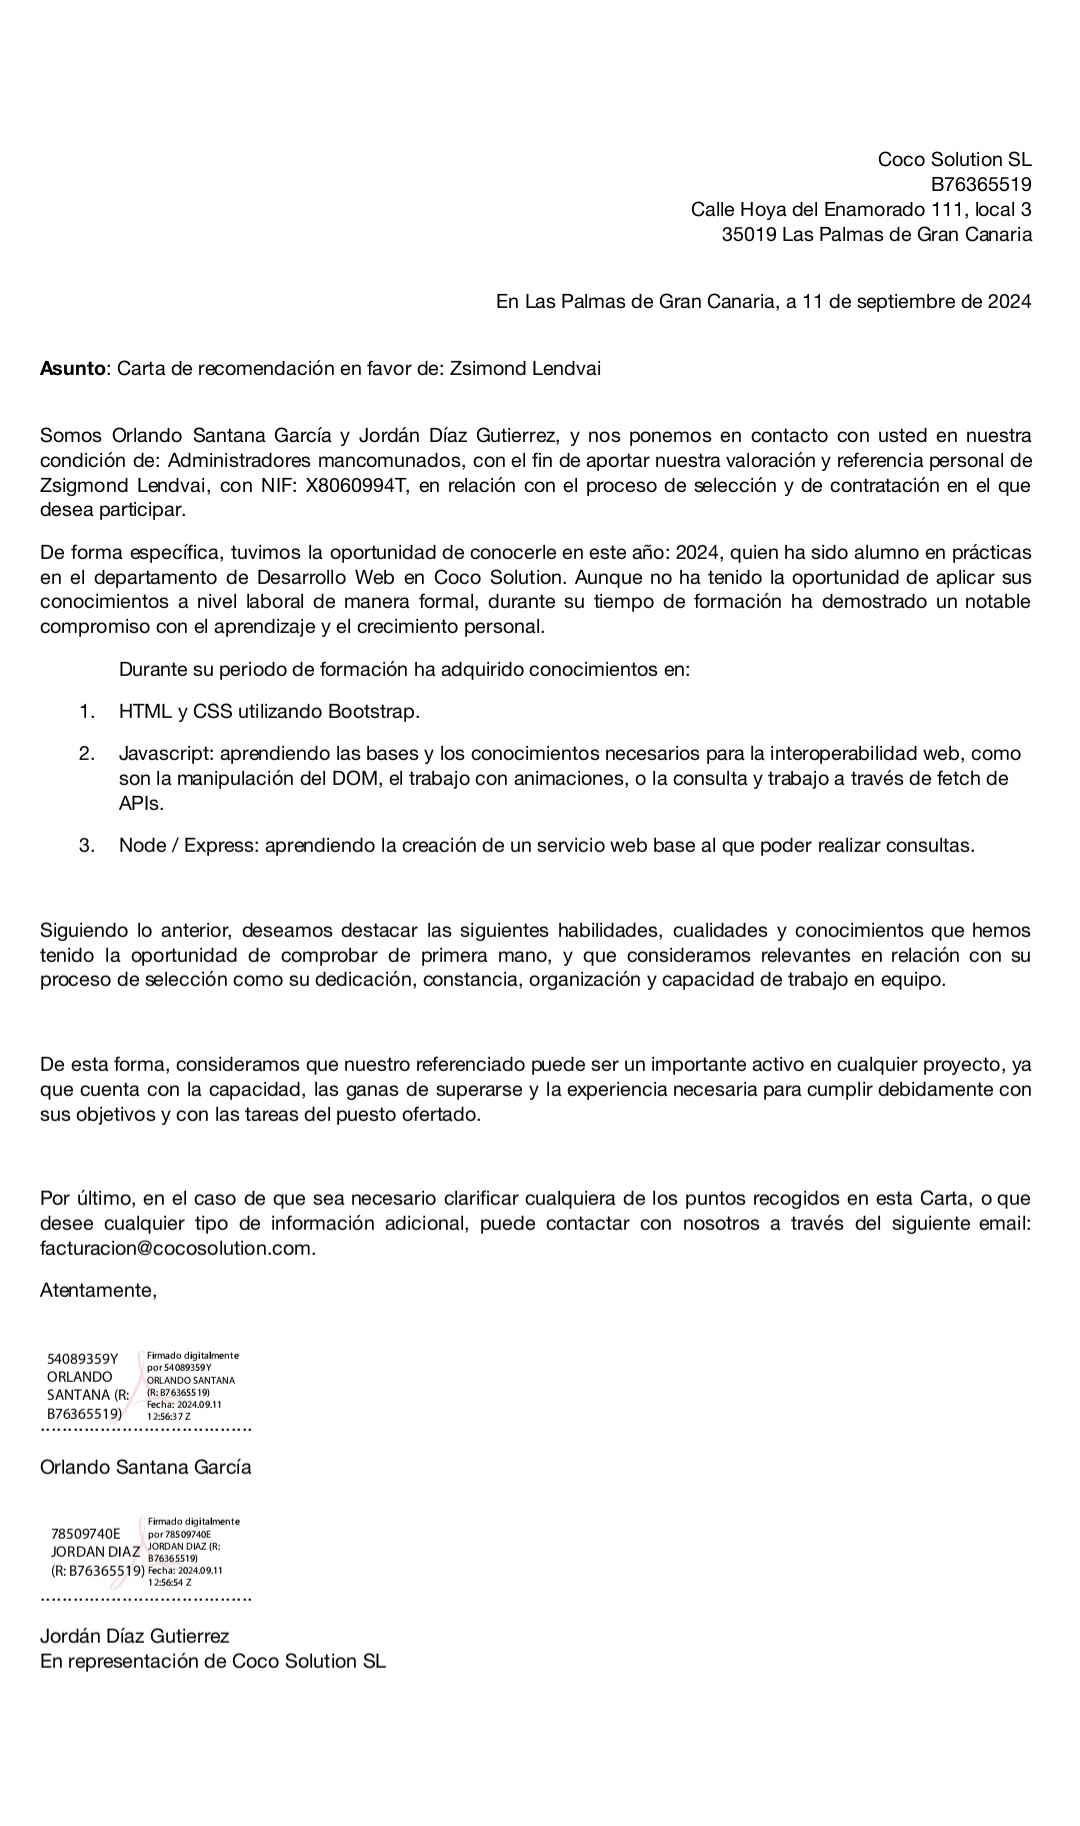 Coco Solution SL
B76365519
Calle Hoya del Enamorado 111, local 3
35019 Las Palmas de Gran Canaria
En Las Palmas de Gran Canaria, a 11 de septiembre de 2024
Asunto: Carta de recomendación en favor de: Zsimond Lendvai
Somos Orlando Santana García y Jordán Díaz Gutierrez, y nos ponemos en contacto con usted en nuestra
condición de: Administradores mancomunados, con el fin de aportar nuestra valoración y referencia personal de
Zsigmond Lendvai, con NIF: X8060994T, en relación con el proceso de selección y de contratación en el que
desea participar.
De forma específica, tuvimos la oportunidad de conocerle en este año: 2024, quien ha sido alumno en prácticas
en el departamento de Desarrollo Web en Coco Solution. Aunque no ha tenido la oportunidad de aplicar sus
conocimientos a nivel laboral de manera formal, durante su tiempo de formación ha demostrado un notable
compromiso con el aprendizaje y el crecimiento personal.
Durante su periodo de formación ha adquirido conocimientos en:
1. HTML y CSS utilizando Bootstrap.
2. Javascript: aprendiendo las bases y los conocimientos necesarios para la interoperabilidad web, como
son la manipulación del DOM, el trabajo con animaciones, o la consulta y trabajo a través de fetch de
APIs.
3. Node / Express: aprendiendo la creación de un servicio web base al que poder realizar consultas.
Siguiendo lo anterior, deseamos destacar las siguientes habilidades, cualidades y conocimientos que hemos
tenido la oportunidad de comprobar de primera mano, y que consideramos relevantes en relación con su
proceso de selección como su dedicación, constancia, organización y capacidad de trabajo en equipo.
De esta forma, consideramos que nuestro referenciado puede ser un importante activo en cualquier proyecto, ya
que cuenta con la capacidad, las ganas de superarse y la experiencia necesaria para cumplir debidamente con
sus objetivos y con las tareas del puesto ofertado.
Por último, en el caso de que sea necesario clarificar cualquiera de los puntos recogidos en esta Carta, o que
desee cualquier tipo de información adicional, puede contactar con nosotros a través del siguiente email:
facturacion@cocosolution.com.
Atentamente,
54089359Y
ORLANDO
SANTANA (R:
B76365519)
Firmado digitalmente
por 54089359Y
ORLANDO SANTANA
(R: B76365519)
Fecha: 2024.09.11
12:56:37 Z
Orlando Santana García
78509740E
JORDAN DIAZ
(R: B76365519)
Firmado digitalmente
por 78509740E
JORDAN DIAZ (R:
B76365519)
Fecha: 2024.09.11
12:56:54 Z
Jordán Díaz Gutierrez
En representación de Coco Solution SL